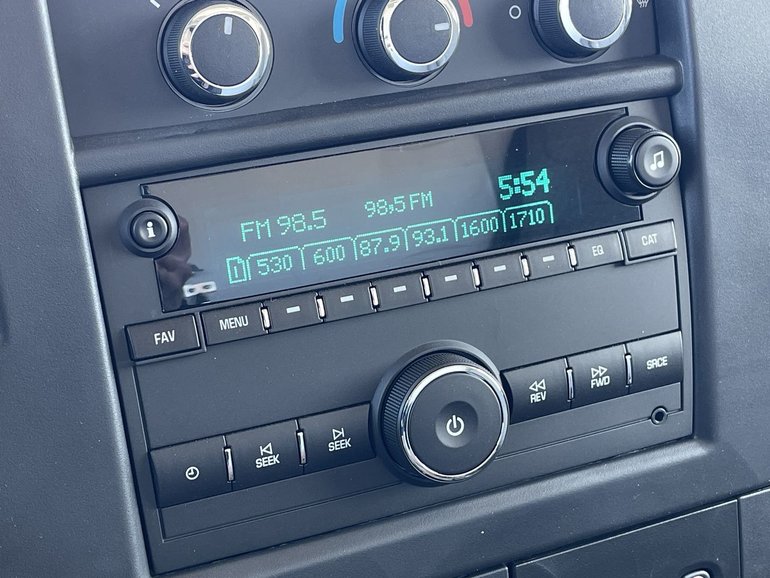 5:54
FM 98.5 98.5 FM
1 530 600 87.9 93.1 1600 1710
i
EQ CAT
FAV MENU
REV FWD SRCE
SEEK SEEK